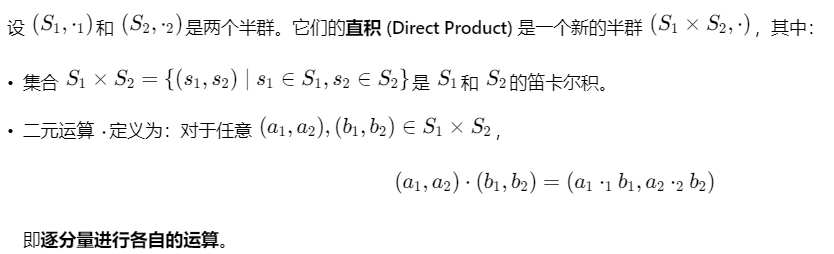 设 $(S_1, \cdot_1)$和 $(S_2, \cdot_2)$是两个半群。它们的直积 (Direct Product) 是一个新的半群 $(S_1 \times S_2, \cdot)$，其中：
• 集合 $S_1 \times S_2 = \{(s_1, s_2) \mid s_1 \in S_1, s_2 \in S_2\}$是 $S_1$和 $S_2$的笛卡尔积。
• 二元运算 $\cdot$定义为：对于任意 $(a_1, a_2), (b_1, b_2) \in S_1 \times S_2$，
$(a_1, a_2) \cdot (b_1, b_2) = (a_1 \cdot_1 b_1, a_2 \cdot_2 b_2)$
即逐分量进行各自的运算。